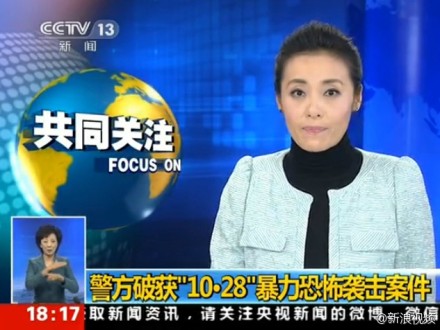 CCTV 13
新闻
共同关注
FOCUS ON
警方破获"10·28"暴力恐怖袭击案件
18:17 取新闻资讯，请关注央视新闻的微博、微信
@新浪视频